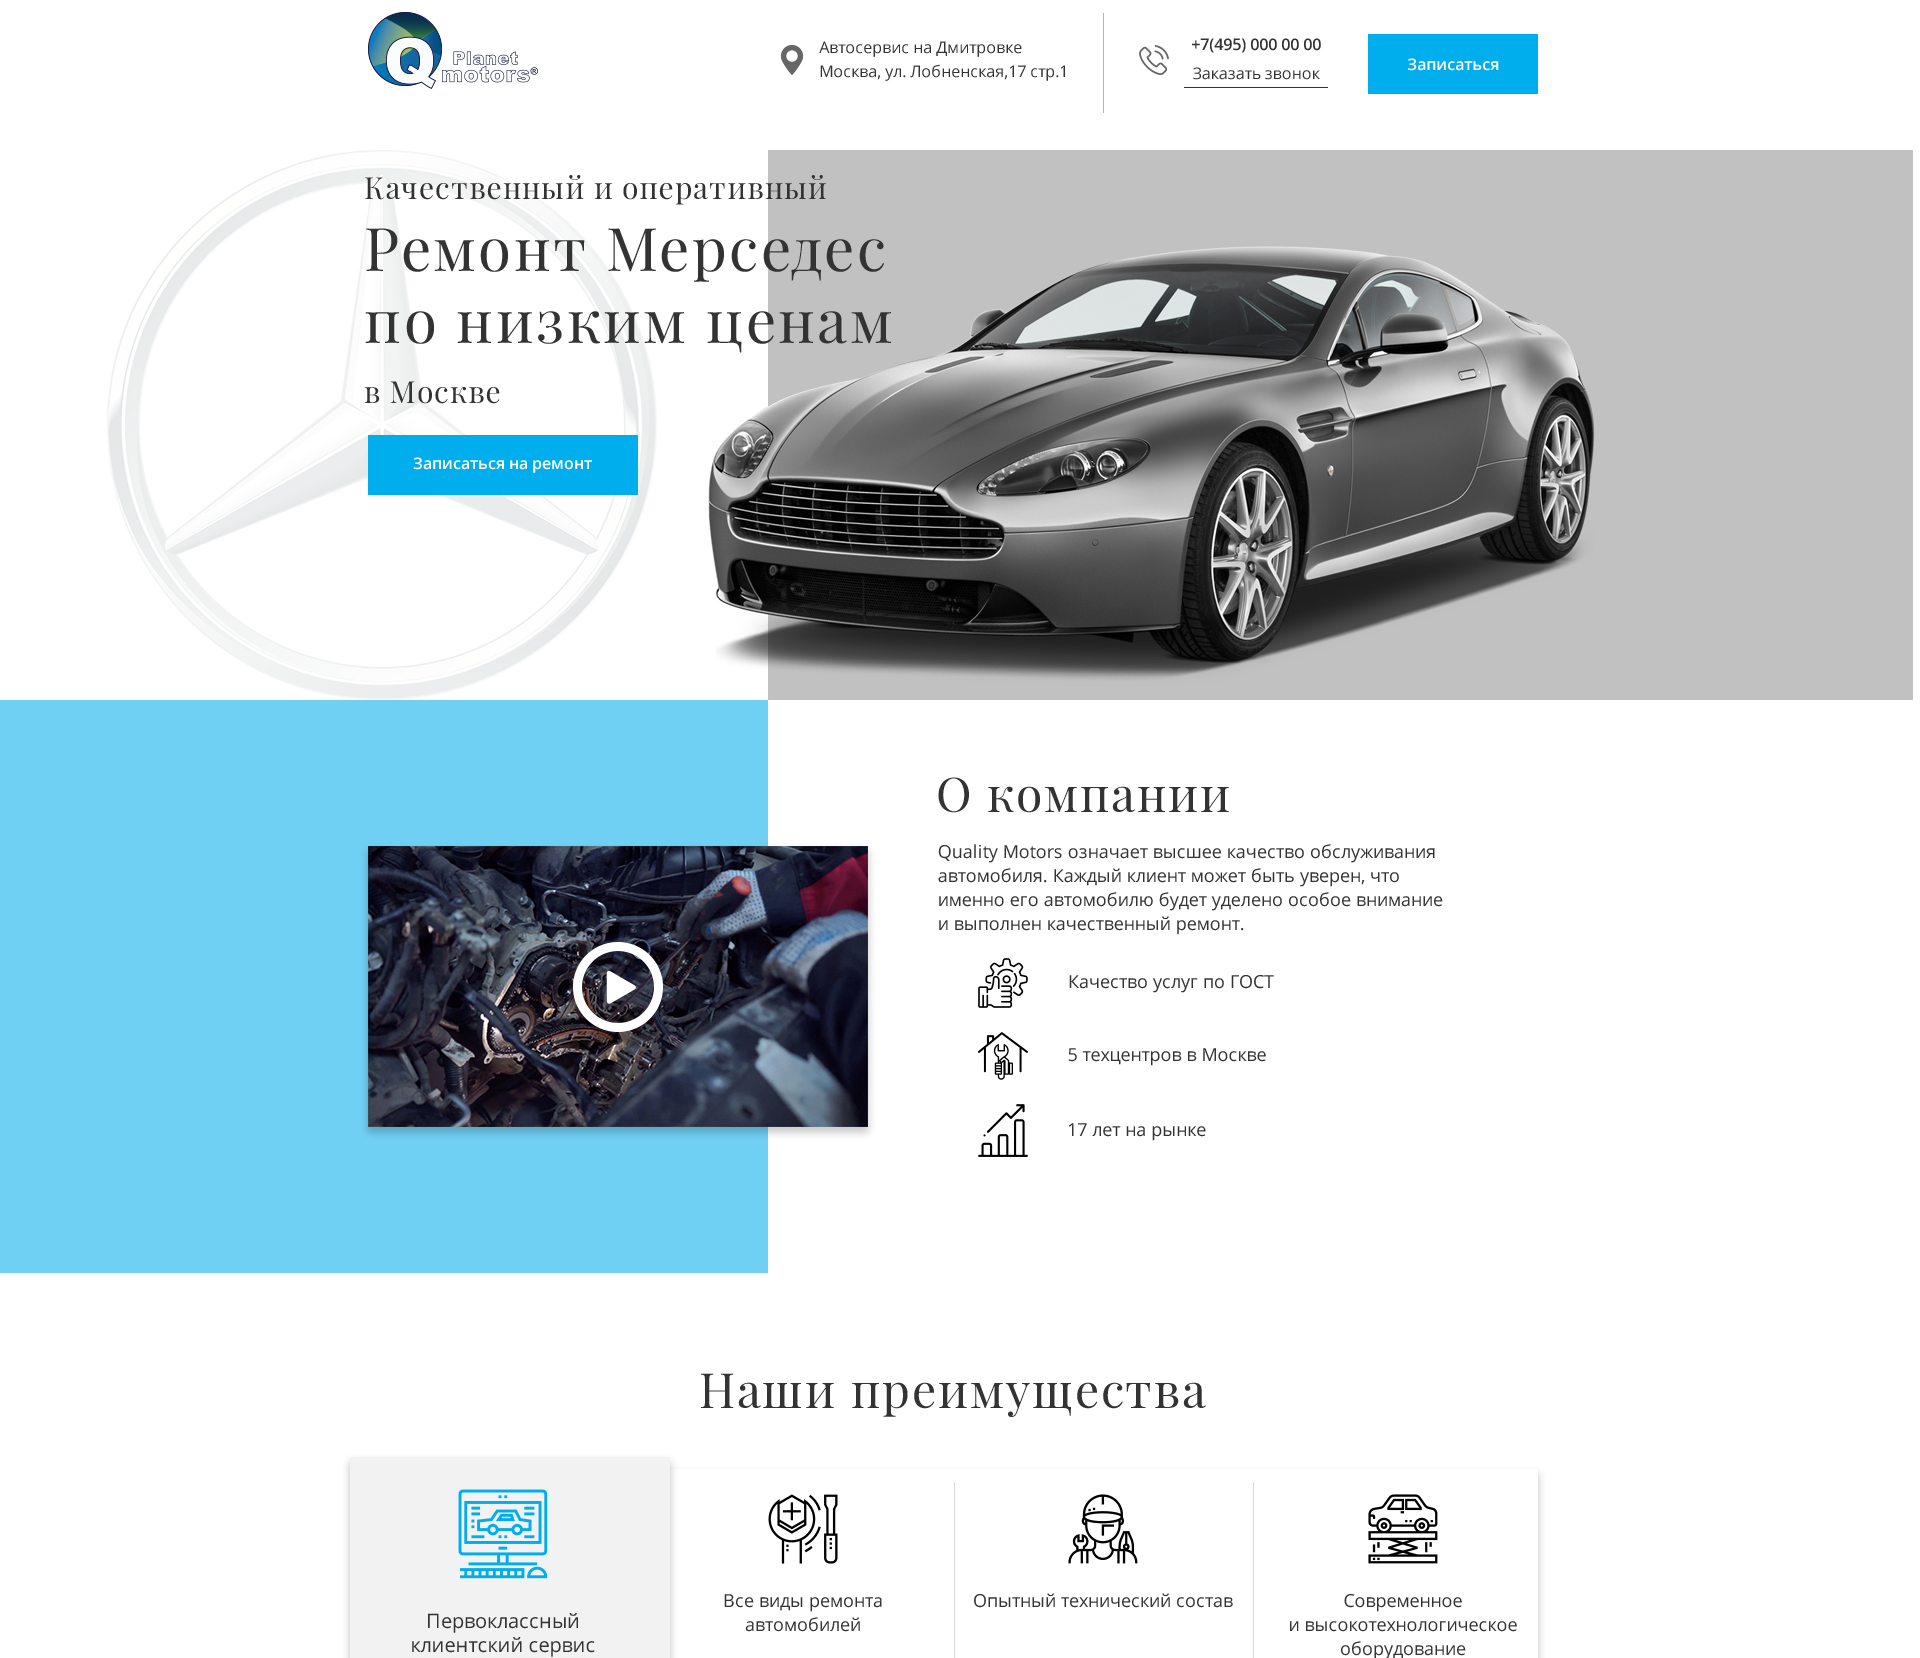 Q Planet
motors®
Автосервис на Дмитровке
Москва, ул. Лобненская,17 стр.1
+7(495) 000 00 00
Заказать звонок
Записаться
Качественный и оперативный
Ремонт Мерседес
по низким ценам
в Москве
Записаться на ремонт
О компании
Quality Motors означает высшее качество обслуживания
автомобиля. Каждый клиент может быть уверен, что
именно его автомобилю будет уделено особое внимание
и выполнен качественный ремонт.
Качество услуг по ГОСТ
5 техцентров в Москве
17 лет на рынке
Наши преимущества
Первоклассный
клиентский сервис
Все виды ремонта
автомобилей
Опытный технический состав
Современное
и высокотехнологическое
оборудование